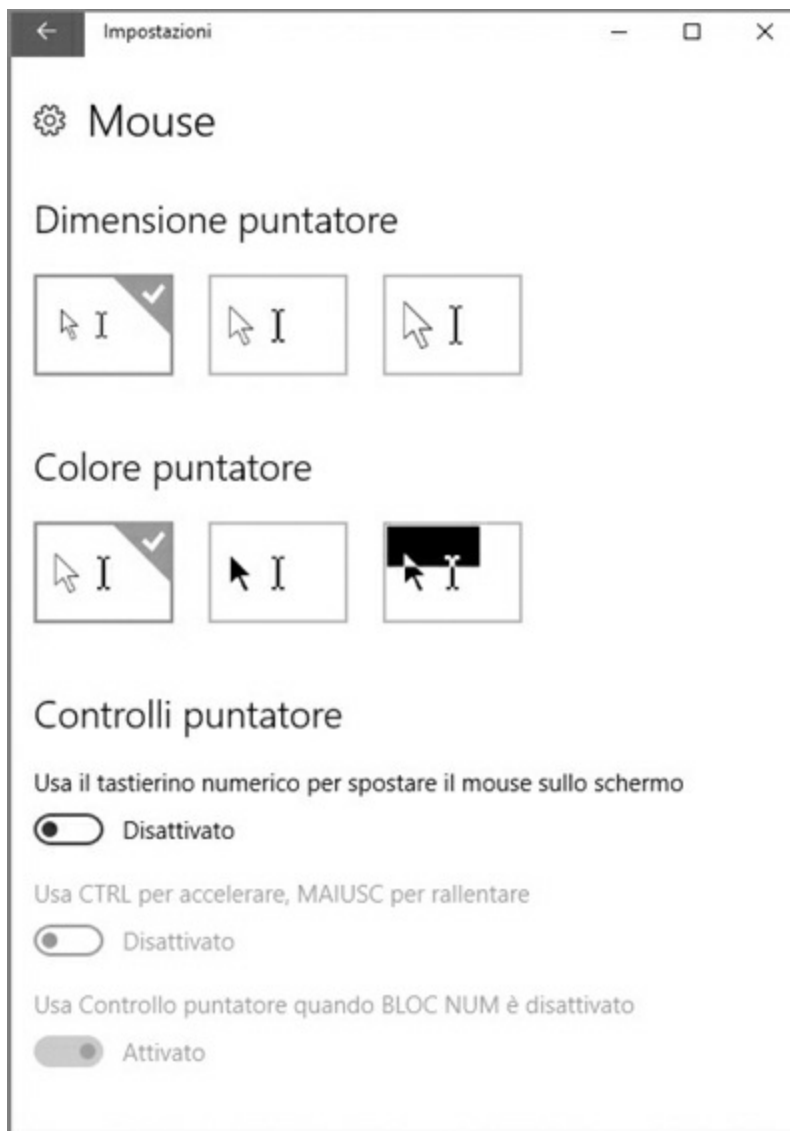 Impostazioni
Mouse
Dimensione puntatore
Colore puntatore
Controlli puntatore
Usa il tastierino numerico per spostare il mouse sullo schermo
Disattivato
Usa CTRL per accelerare, MAIUSC per rallentare
Disattivato
Usa Controllo puntatore quando BLOC NUM è disattivato
Attivato